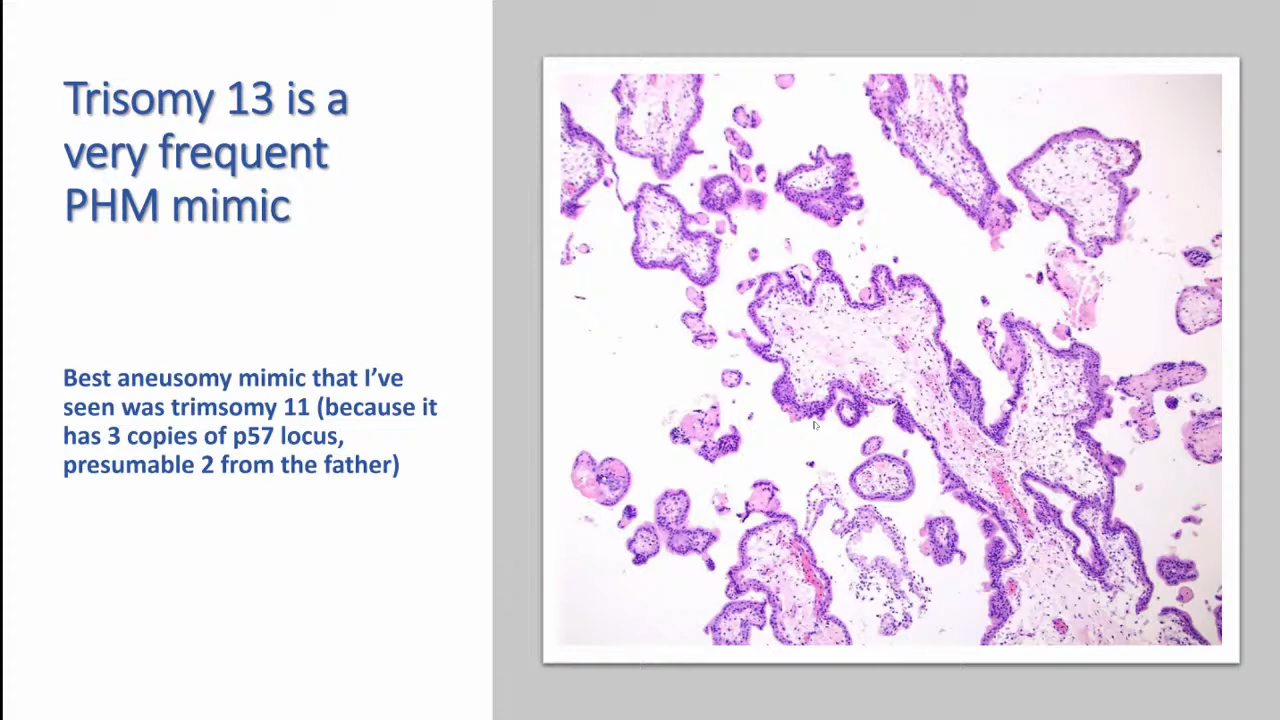 Trisomy 13 is a
very frequent
PHM mimic
Best aneusomy mimic that I've
seen was trimsomy 11 (because it
has 3 copies of p57 locus,
presumable 2 from the father)